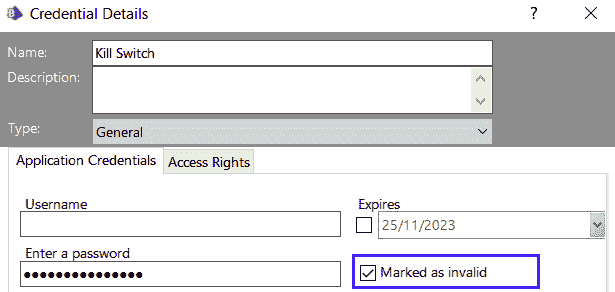 Credential Details
?
Name: Kill Switch
Description:
Type: General
Application Credentials Access Rights
Username Expires
25/11/2023
Enter a password
●●●●●●●●●●●●●●● Marked as invalid